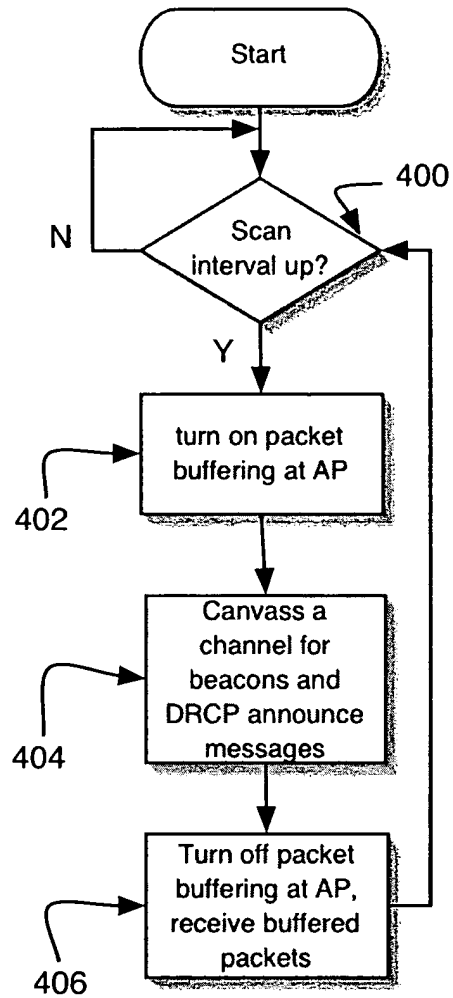 Start
400
N
Scan
interval up?
Y
turn on packet
buffering at AP
402
Canvass a
channel for
beacons and
DRCP announce
messages
404
Turn off packet
buffering at AP,
receive buffered
packets
406